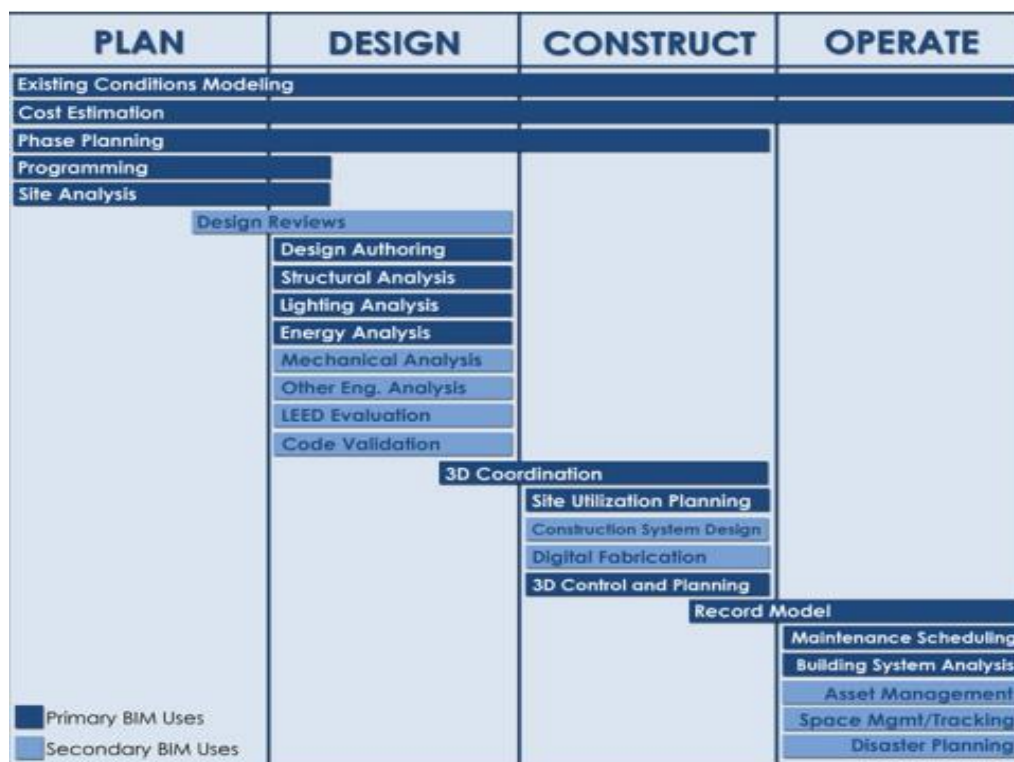 PLAN DESIGN CONSTRUCT OPERATE
Existing Conditions Modeling
Cost Estimation
Phase Planning
Programming
Site Analysis
Design Reviews
Design Authoring
Structural Analysis
Lighting Analysis
Energy Analysis
Mechanical Analysis
Other Eng. Analysis
LEED Evaluation
Code Validation
3D Coordination
Site Utilization Planning
Construction System Design
Digital Fabrication
3D Control and Planning
Record Model
Maintenance Scheduling
Building System Analysis
Asset Management
Space Mgmt/Tracking
Disaster Planning
Primary BIM Uses
Secondary BIM Uses